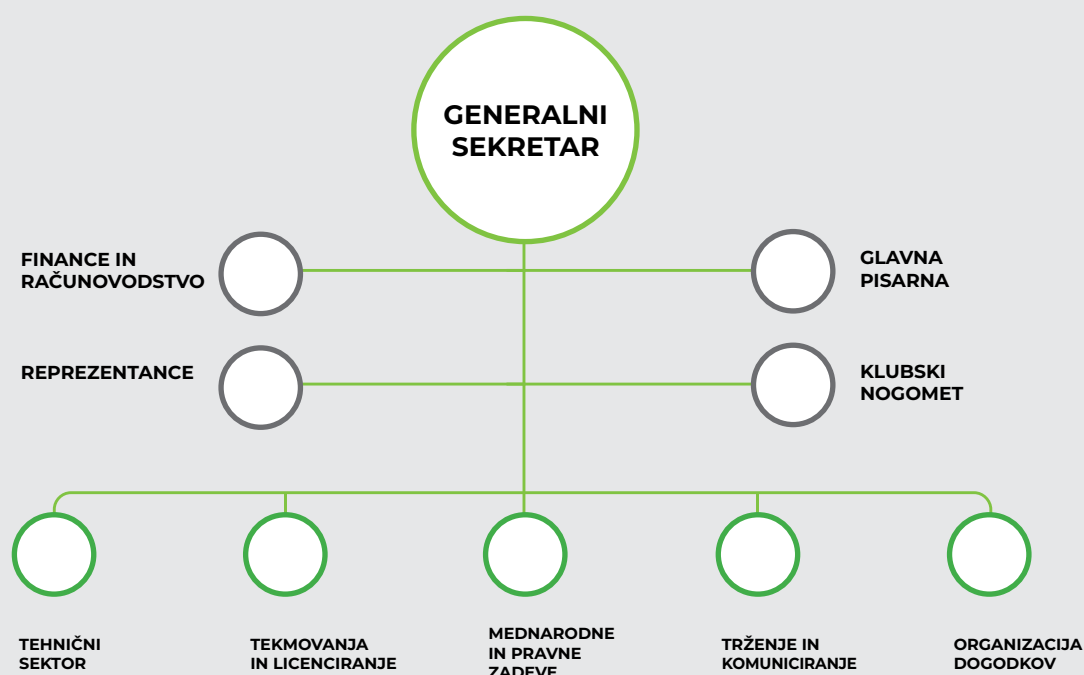 GENERALNI
SEKRETAR
FINANCE IN
RAČUNOVODSTVO
GLAVNA
PISARNA
REPREZENTANCE
KLUBSKI
NOGOMET
TEHNIČNI
SEKTOR
TEKMOVANJA
IN LICENCIRANJE
MEDNARODNE
IN PRAVNE
ZADEVE
TRŽENJE IN
KOMUNICIRANJE
ORGANIZACIJA
DOGODKOV